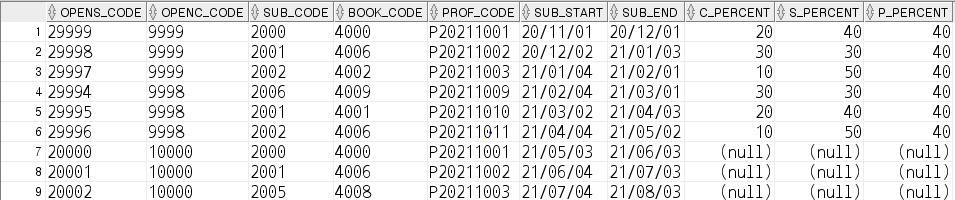 OPENS_CODE OPENC_CODE SUB_CODE BOOK_CODE PROF_CODE SUB_START SUB_END C_PERCENT S_PERCENT P_PERCENT
1 29999 9999 2000 4000 P20211001 20/11/01 20/12/01 20 40 40
2 29998 9999 2001 4006 P20211002 20/12/02 21/01/03 30 30 40
3 29997 9999 2002 4002 P20211003 21/01/04 21/02/01 10 50 40
4 29994 9998 2006 4009 P20211009 21/02/04 21/03/01 30 30 40
5 29995 9998 2001 4001 P20211010 21/03/02 21/04/03 20 40 40
6 29996 9998 2002 4006 P20211011 21/04/04 21/05/02 10 50 40
7 20000 10000 2000 4000 P20211001 21/05/03 21/06/03 (null) (null) (null)
8 20001 10000 2001 4006 P20211002 21/06/04 21/07/03 (null) (null) (null)
9 20002 10000 2005 4008 P20211003 21/07/04 21/08/03 (null) (null) (null)